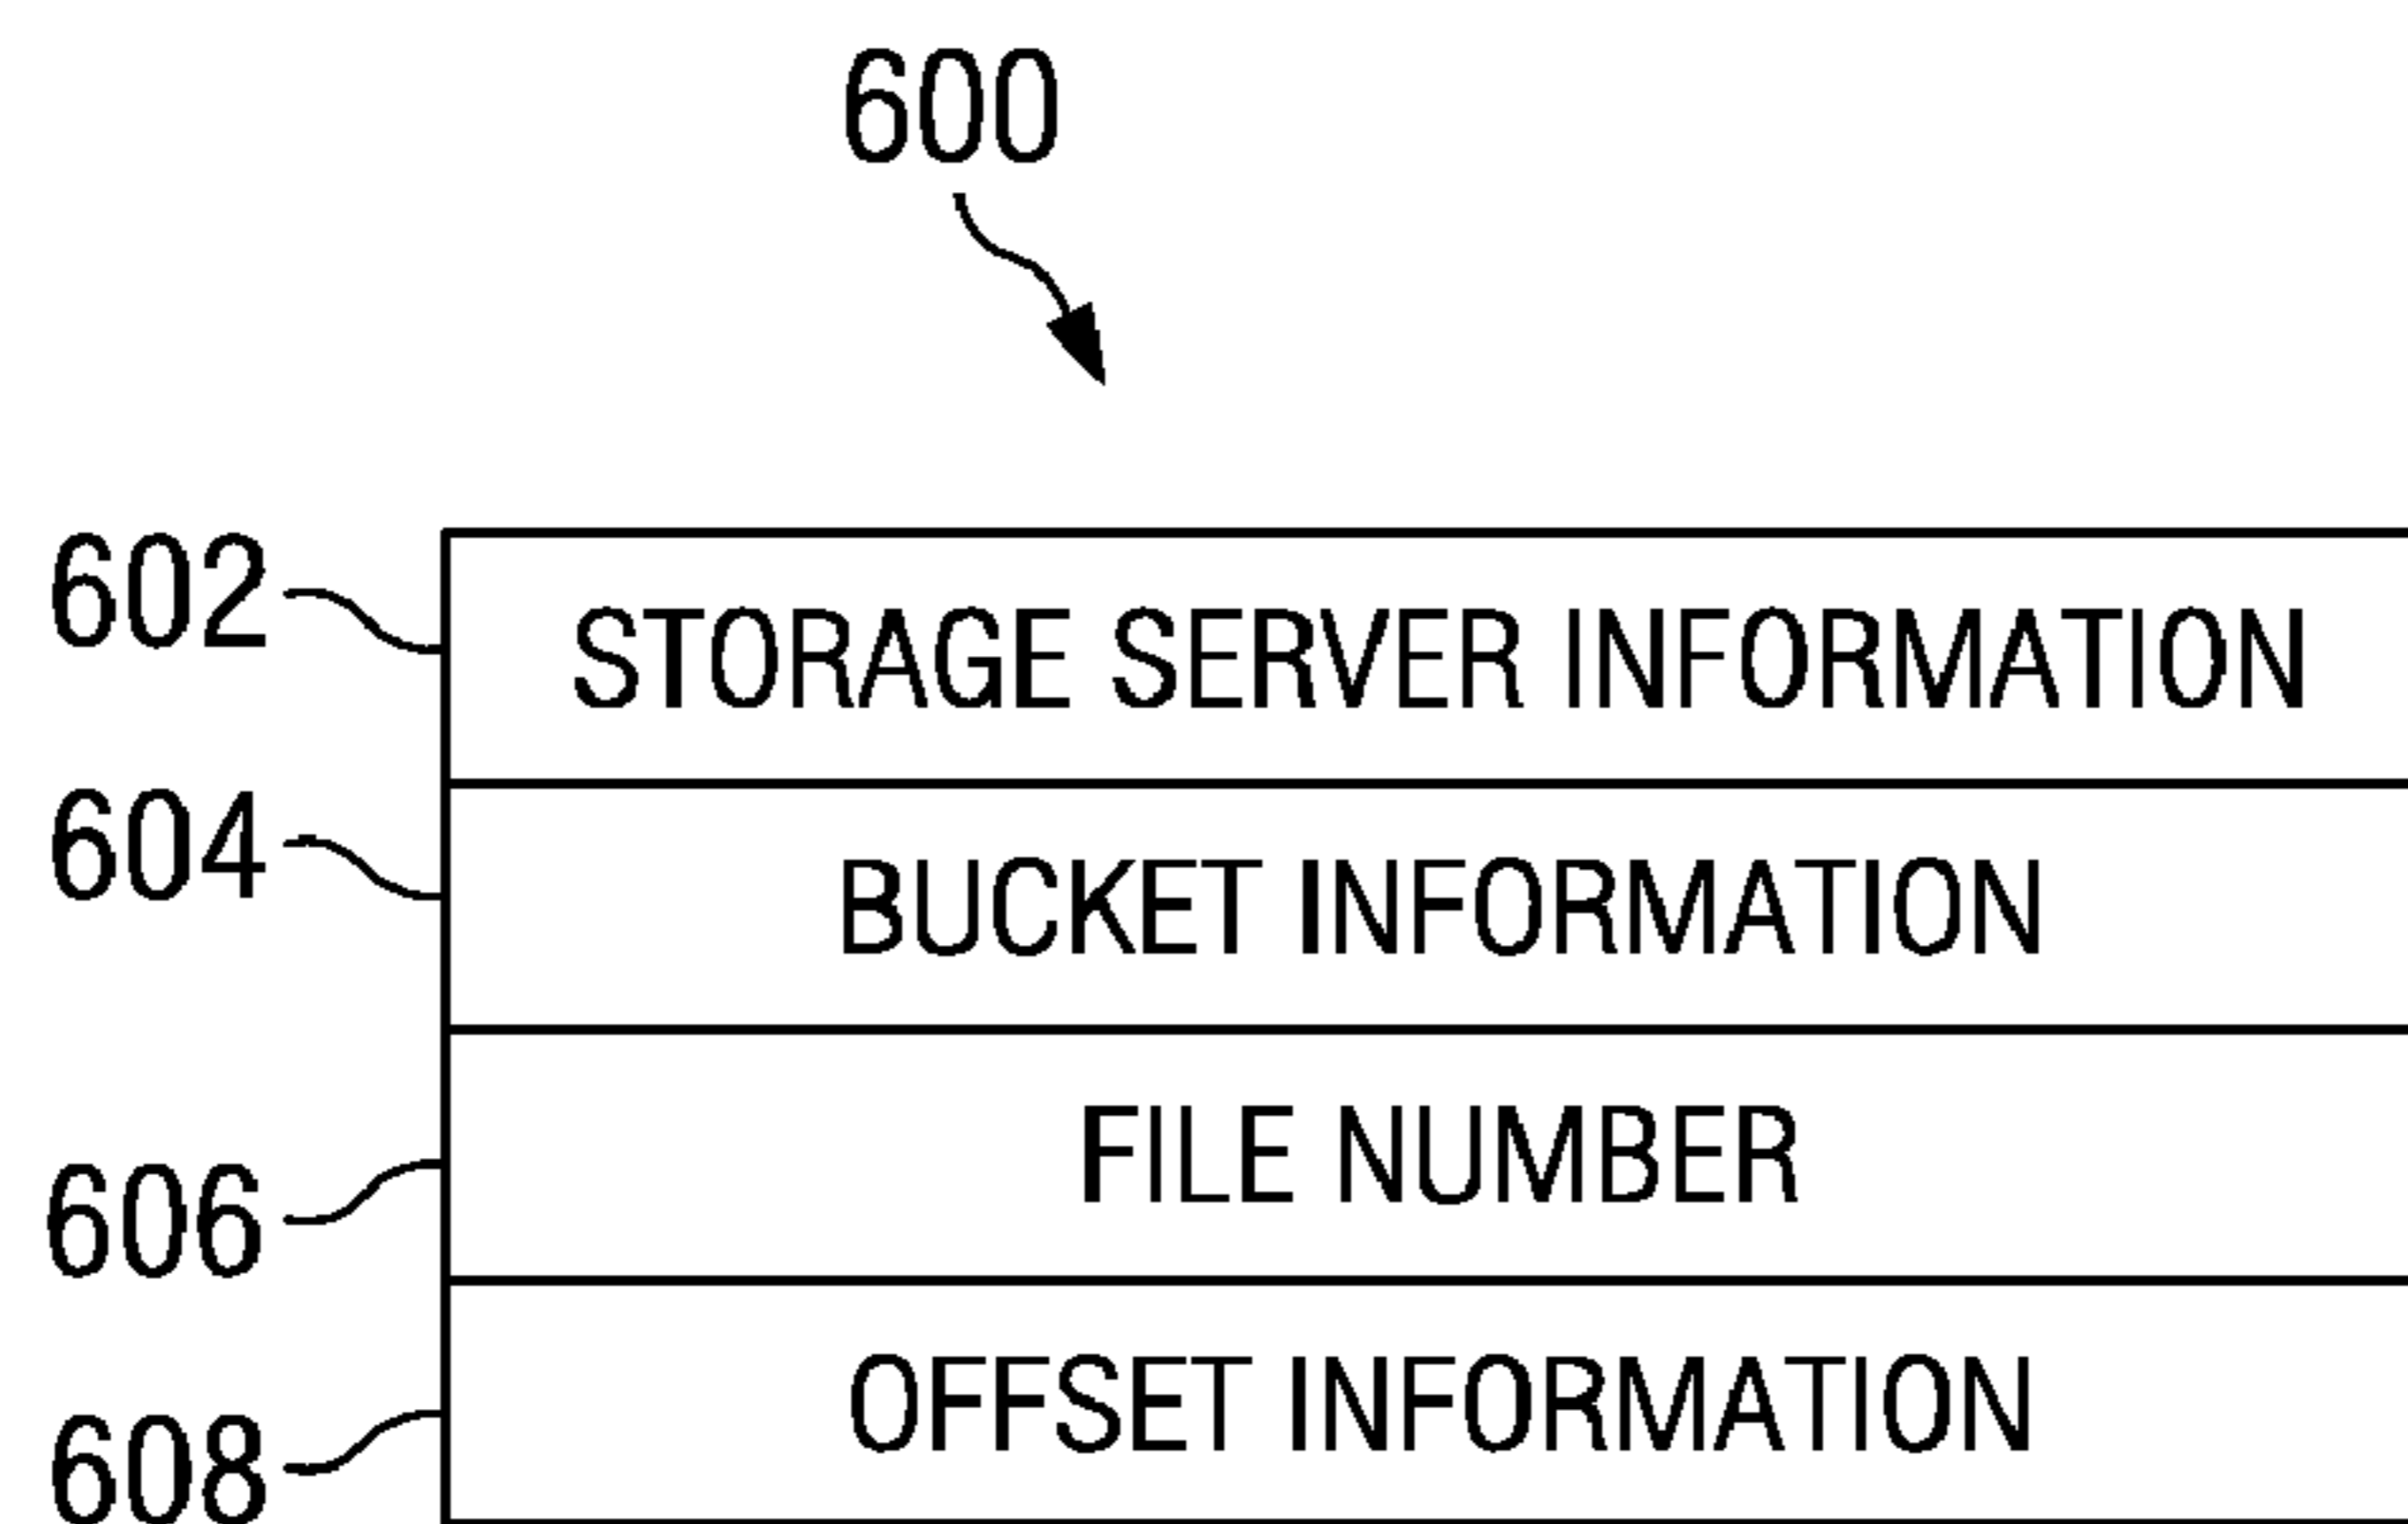 600
602 STORAGE SERVER INFORMATION
604 BUCKET INFORMATION
606 FILE NUMBER
608 OFFSET INFORMATION